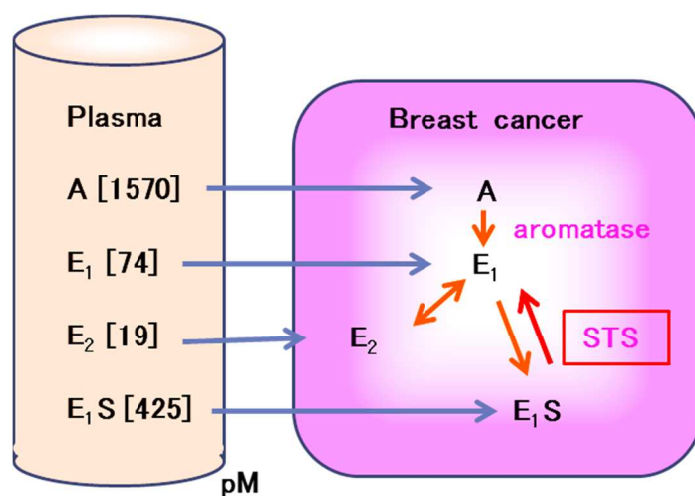 Plasma
A [1570]
E₁ [74]
E₂ [19]
E₁S [425]
pM
Breast cancer
A
aromatase
E₁
E₂
STS
E₁S